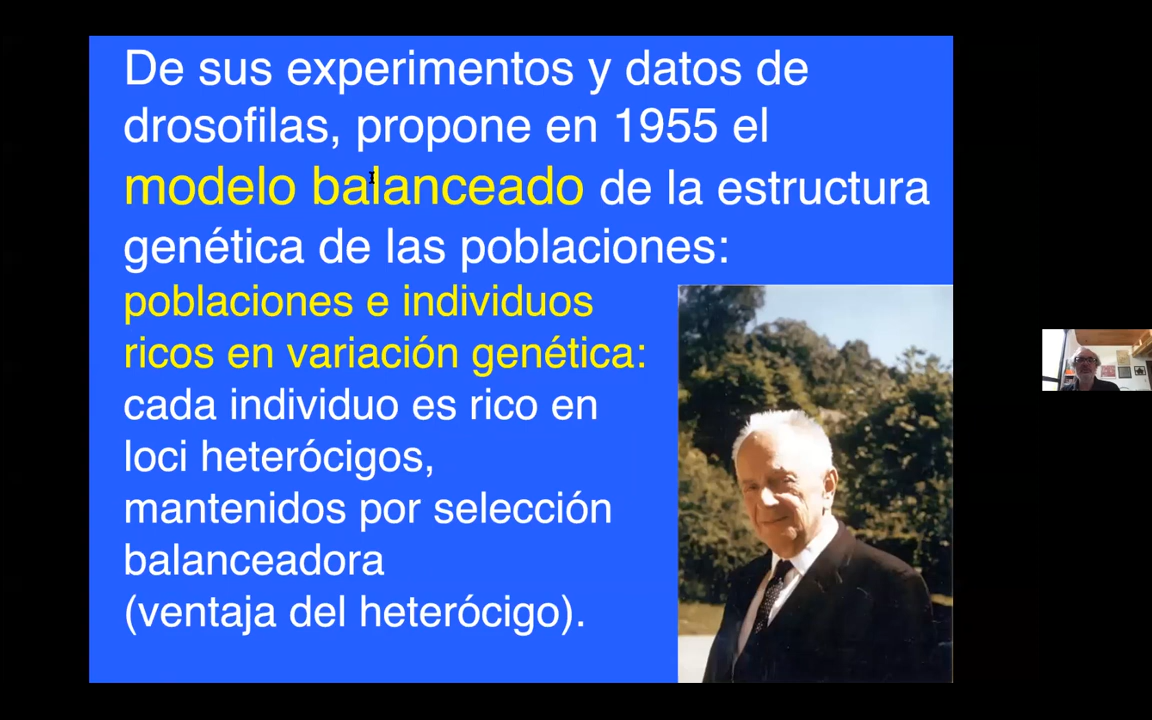 De sus experimentos y datos de
drosofilas, propone en 1955 el
modelo balanceado de la estructura
genética de las poblaciones:
poblaciones e individuos
ricos en variación genética:
cada individuo es rico en
loci heterócigos,
mantenidos por selección
balanceadora
(ventaja del heterócigo).